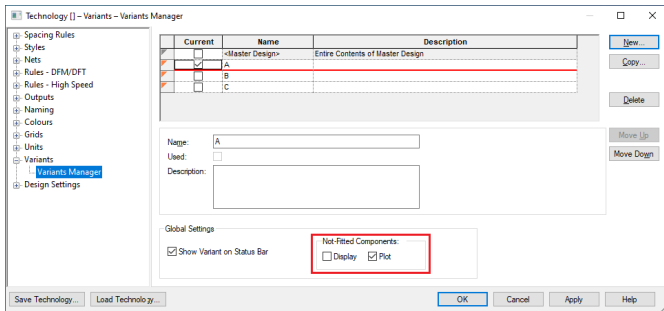 Technology [] – Variants – Variants Manager
Spacing Rules
Styles
Nets
Rules - DFM/DFT
Rules - High Speed
Outputs
Naming
Colours
Grids
Units
Variants
Variants Manager
Design Settings
Current Name Description
<Master Design> Entire Contents of Master Design
A
B
C
New...
Copy...
Delete
Move Up
Move Down
Name: A
Used:
Description:
Global Settings
Show Variant on Status Bar
Not-Fitted Components:
Display Plot
Save Technology... Load Technology... OK Cancel Apply Help